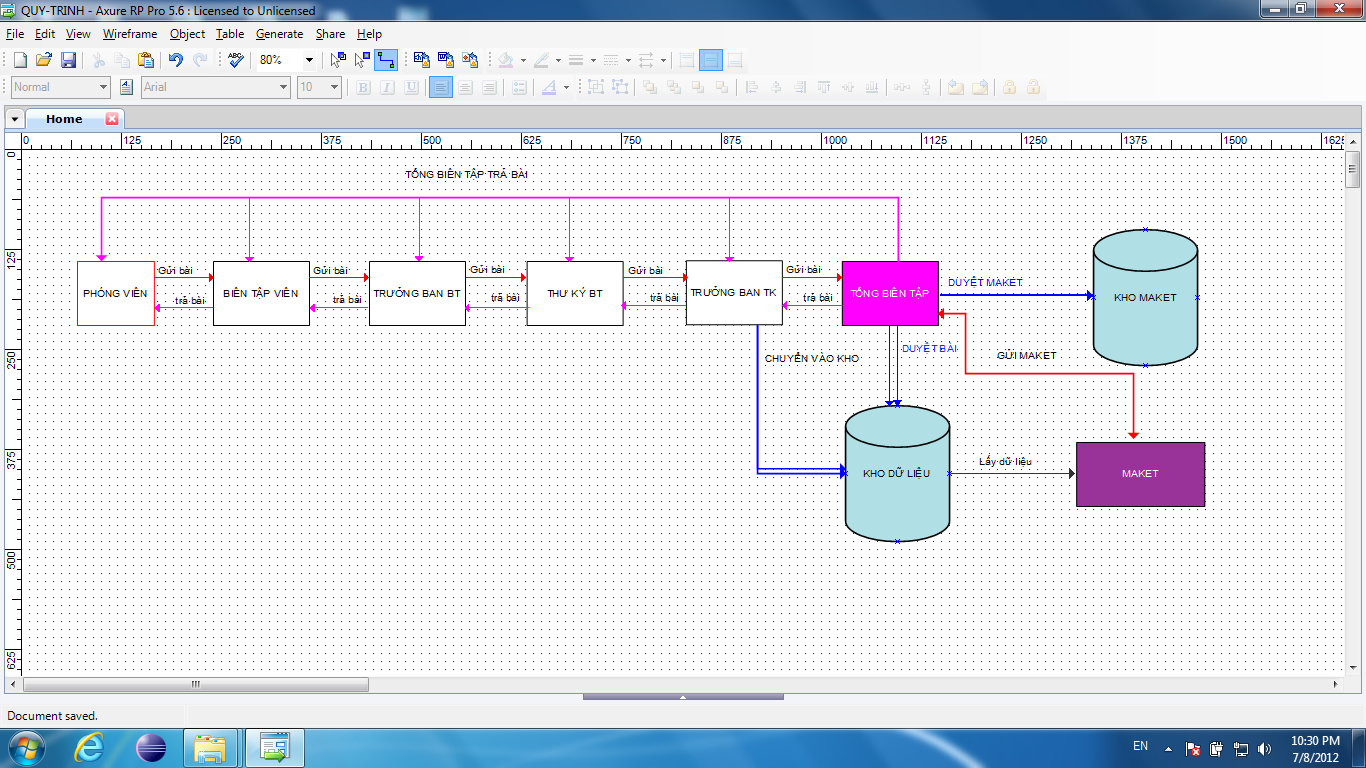 QUY-TRINH - Axure RP Pro 5.6 : Licensed to Unlicensed
File Edit View Wireframe Object Table Generate Share Help
80%
Normal Arial 10 B I U
Home
0 125 250 375 500 625 750 875 1000 1125 1250 1375 1500 1625
0
125
250
375
500
625
TỔNG BIÊN TẬP TRẢ BÀI
Gửi bài Gửi bài Gửi bài Gửi bài Gửi bài
PHÓNG VIÊN BIÊN TẬP VIÊN TRƯỞNG BAN BT THƯ KÝ BT TRƯỞNG BAN TK TỔNG BIÊN TẬP
trả bài trả bài trả bài trả bài trả bài
DUYỆT MAKET
KHO MAKET
DUYỆT BÀI
CHUYỂN VÀO KHO
GỬI MAKET
KHO DỮ LIỆU
Lấy dữ liệu
MAKET
Document saved.
EN
10:30 PM
7/8/2012